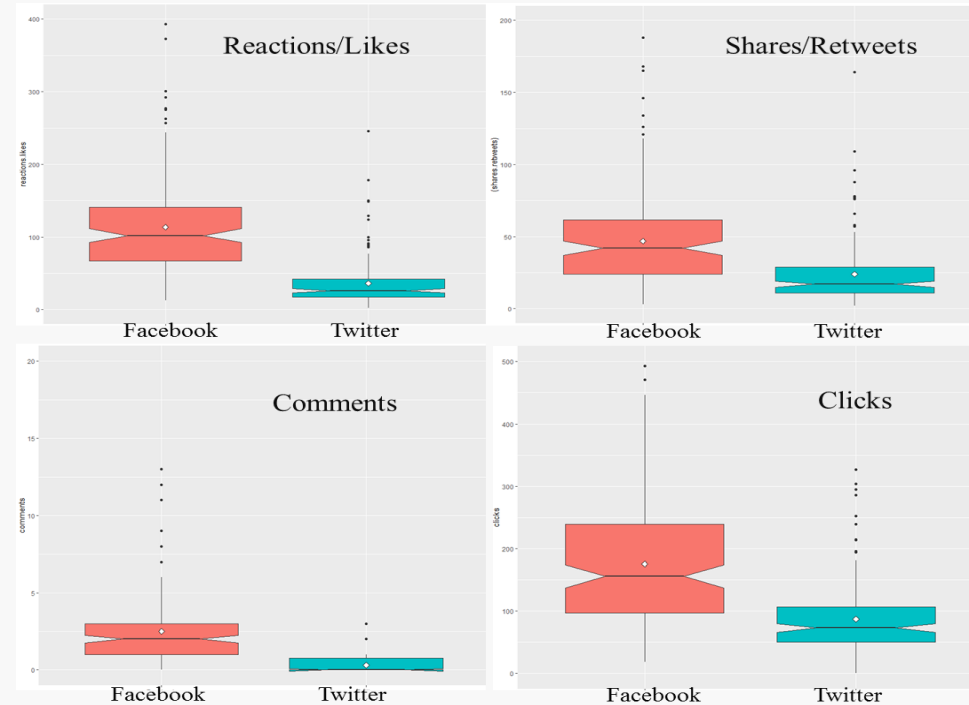 Reactions/Likes
400
300
200
100
0
reactions.likes
Facebook Twitter
Shares/Retweets
200
150
100
50
0
(shares.retweets)
Facebook Twitter
Comments
20
15
10
5
0
comments
Facebook Twitter
Clicks
500
400
300
200
100
0
clicks
Facebook Twitter